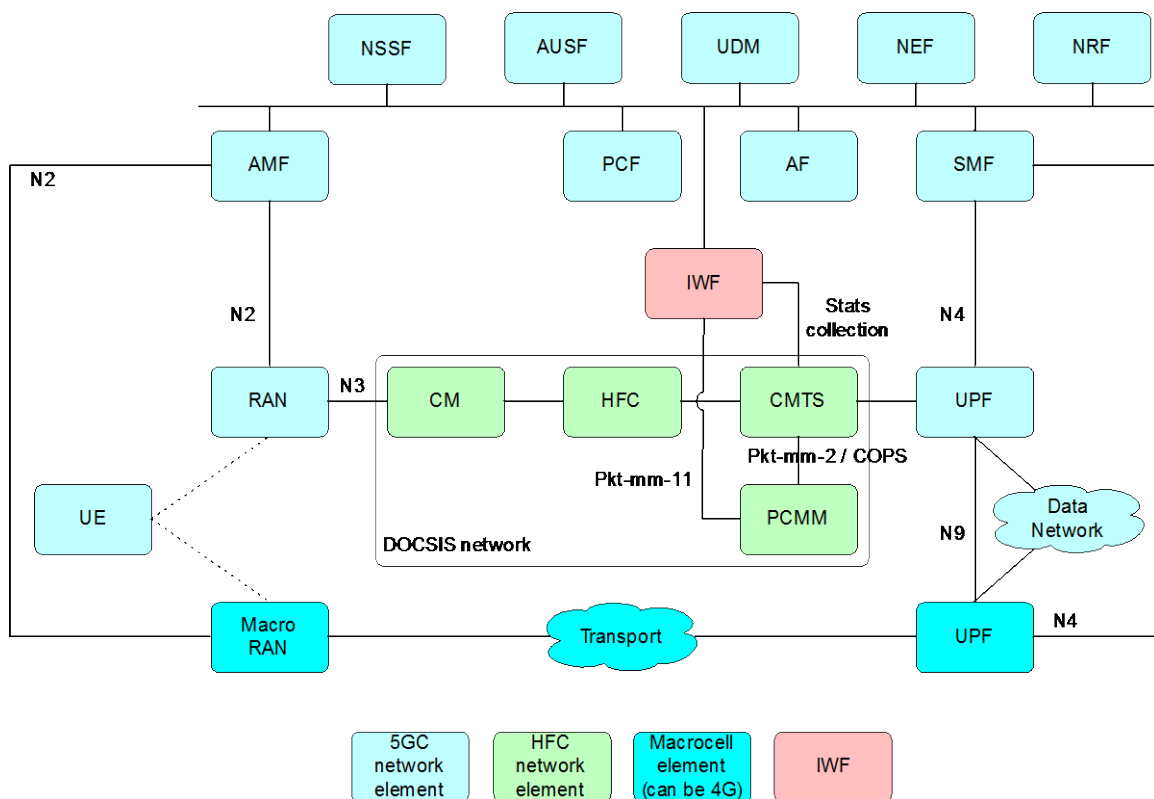 NSSF
AUSF
UDM
NEF
NRF
AMF
PCF
AF
SMF
N2
IWF
N2
Stats
collection
N4
RAN
N3
CM
HFC
CMTS
UPF
Pkt-mm-2 / COPS
Pkt-mm-11
UE
PCMM
Data
Network
DOCSIS network
N9
Macro
RAN
Transport
UPF
N4
5GC
network
element
HFC
network
element
Macrocell
element
(can be 4G)
IWF